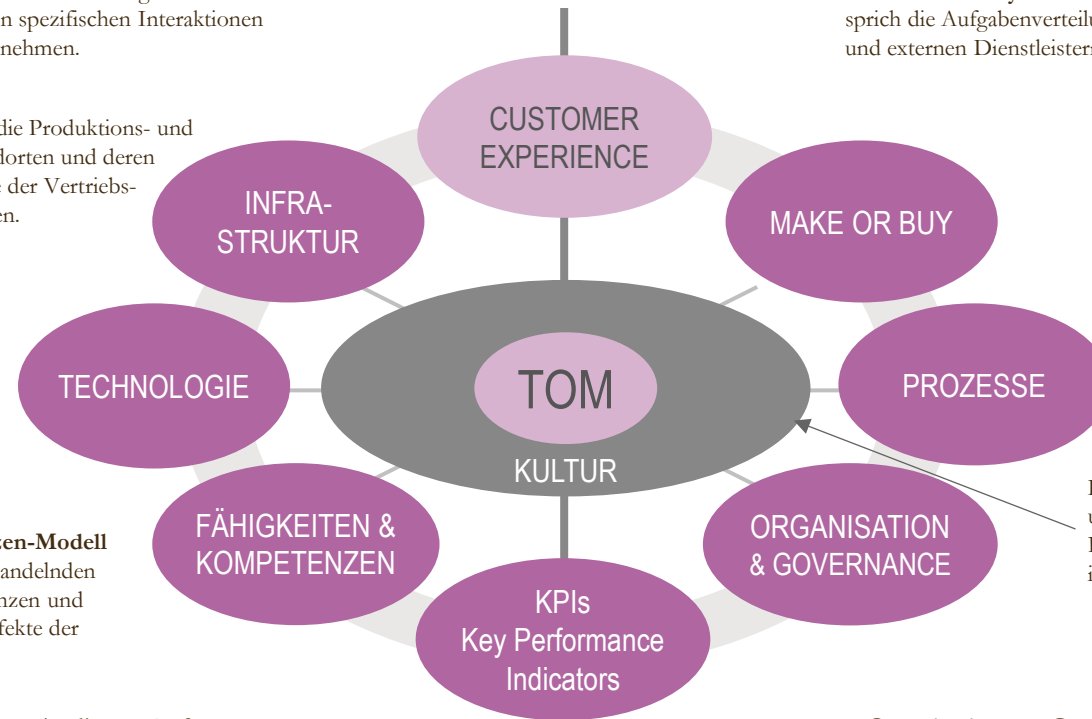 n spezifischen Interaktionen
nehmen.
sprich die Aufgabenverteilu
und externen Dienstleister
die Produktions- und
dorten und deren
der Vertriebs-
en.
CUSTOMER
EXPERIENCE
INFRA-
STRUKTUR
MAKE OR BUY
TECHNOLOGIE
TOM
KULTUR
PROZESSE
zen-Modell
andelnden
nzen und
fekte der
FÄHIGKEITEN &
KOMPETENZEN
ORGANISATION
& GOVERNANCE
KPIs
Key Performance
Indicators